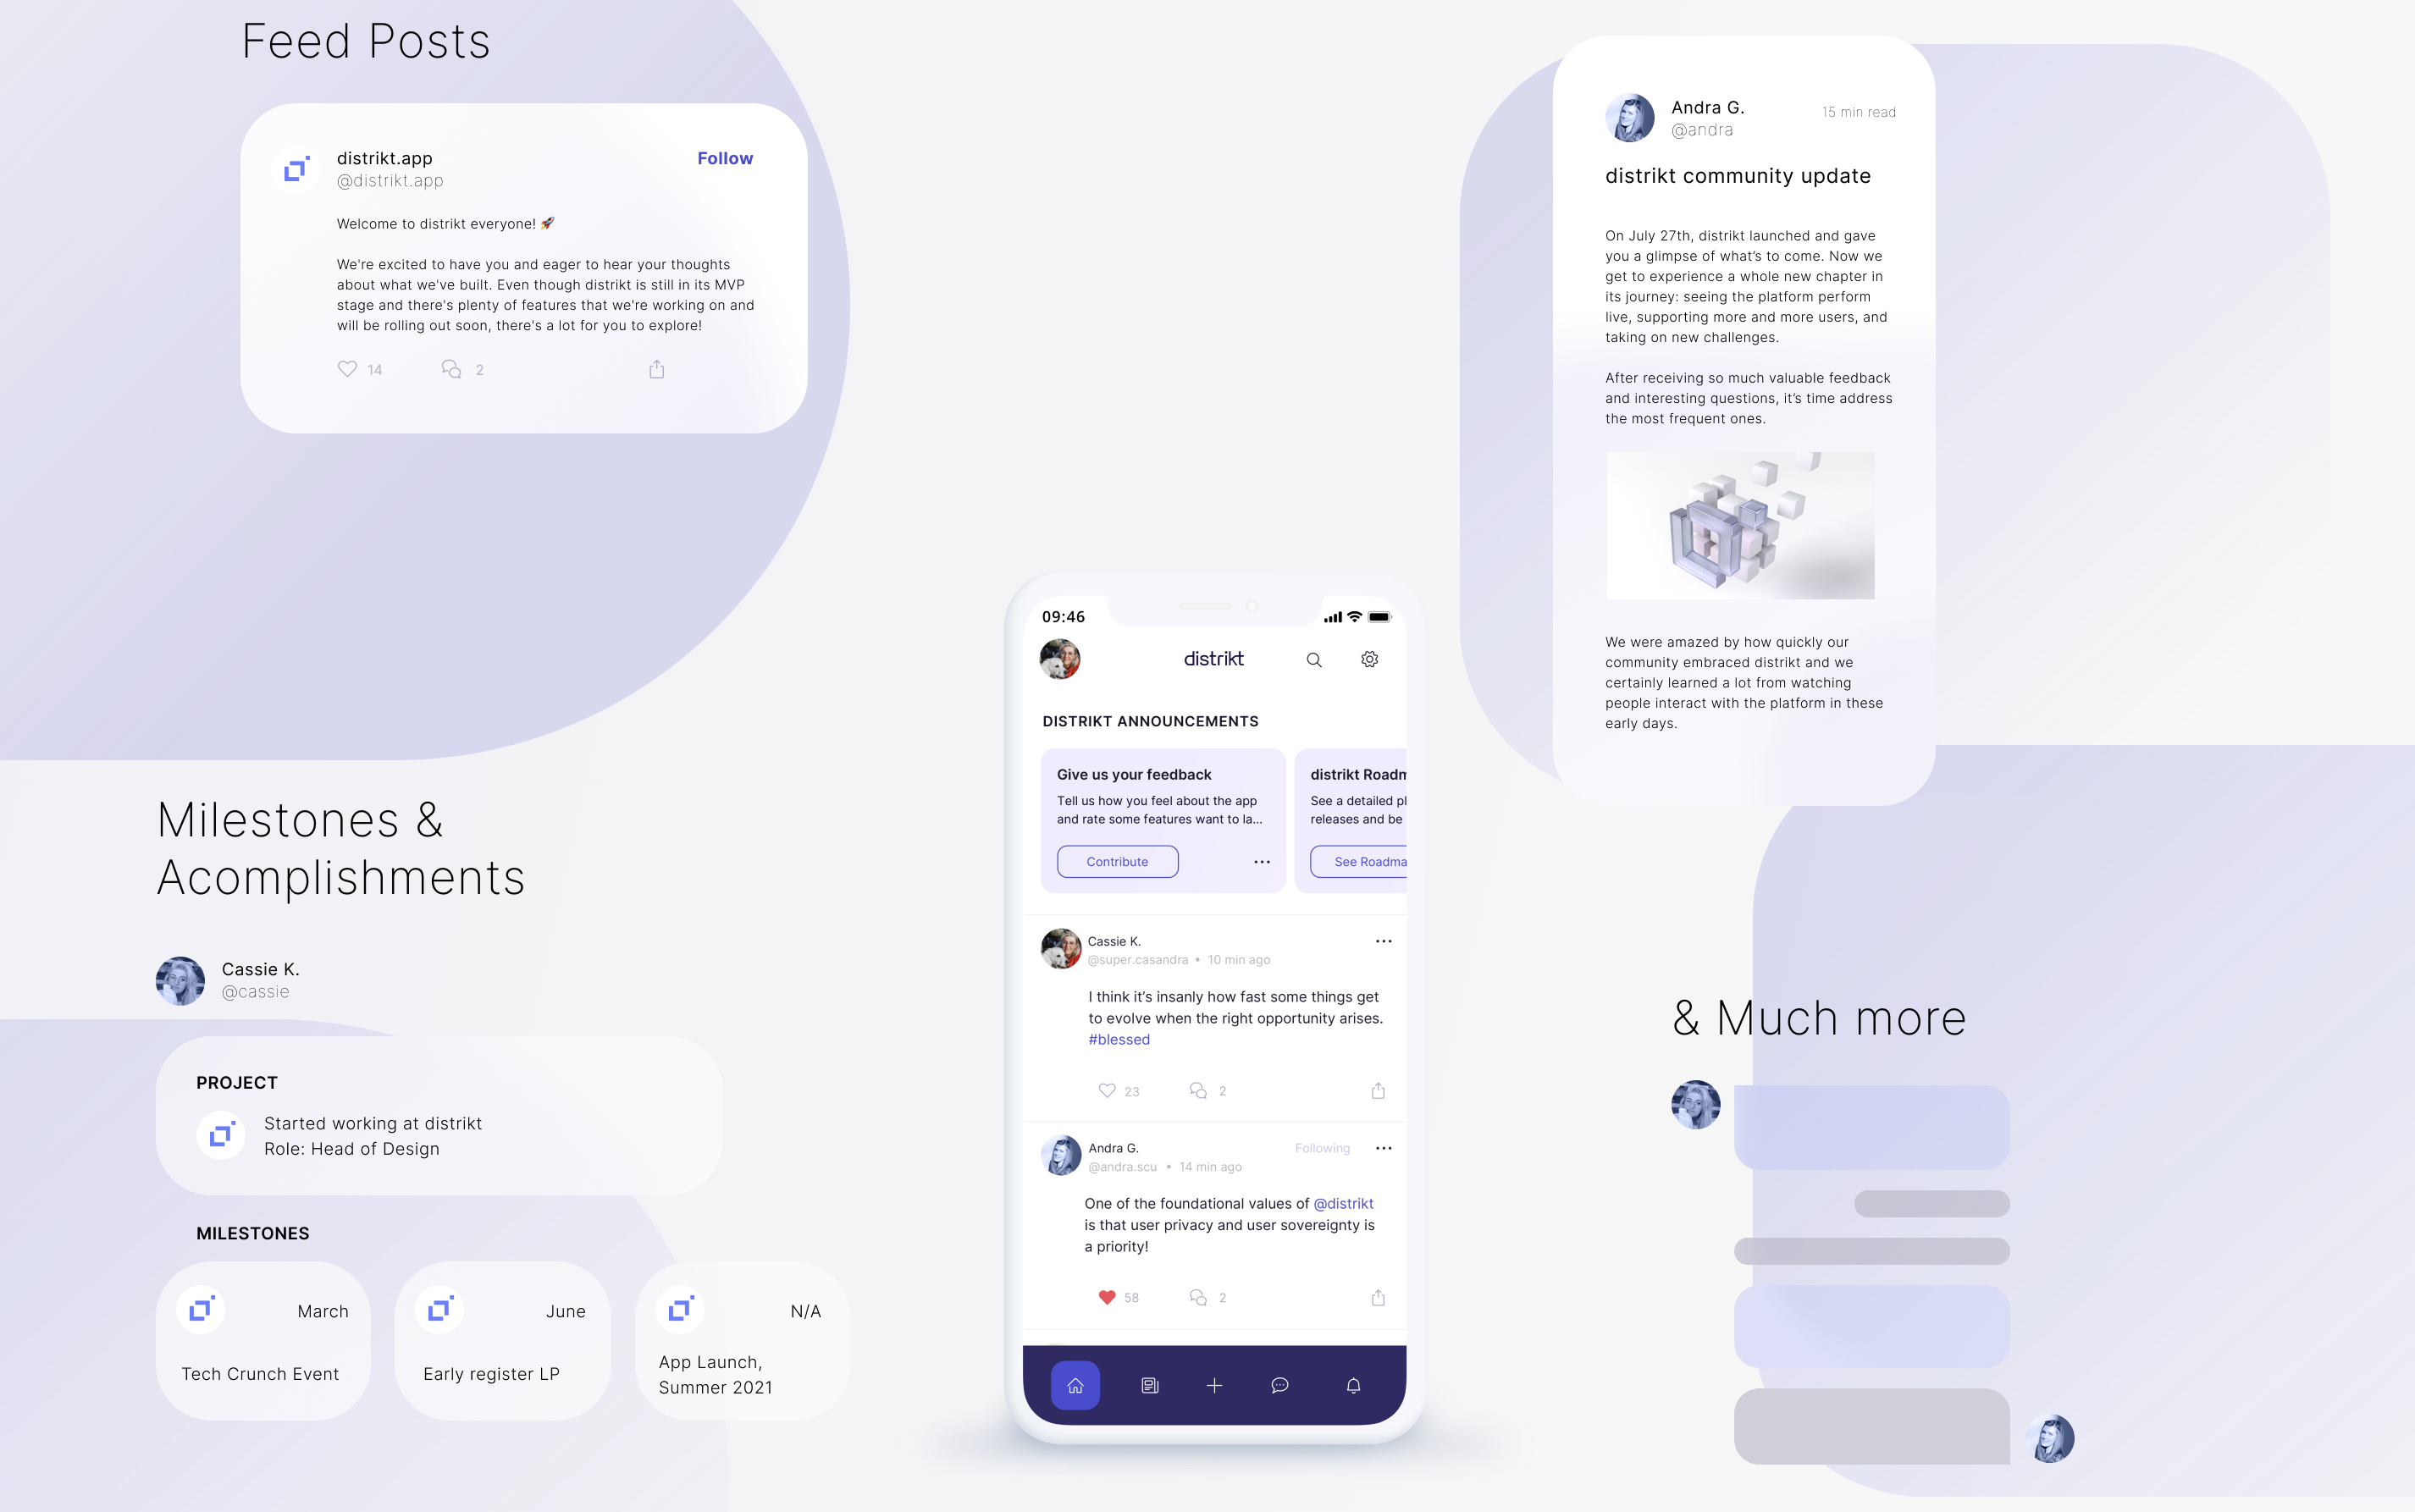 Feed Posts
distrikt.app
Follow
@distrikt.app
Welcome to distrikt everyone! 🚀
We're excited to have you and eager to hear your thoughts
about what we've built. Even though distrikt is still in its MVP
stage and there's plenty of features that we're working on and
will be rolling out soon, there's a lot for you to explore!
14
2
Milestones &
Acomplishments
Cassie K.
@cassie
PROJECT
Started working at distrikt
Role: Head of Design
MILESTONES
March
Tech Crunch Event
June
Early register LP
N/A
App Launch,
Summer 2021
09:46
distrikt
DISTRIKT ANNOUNCEMENTS
Give us your feedback
Tell us how you feel about the app
and rate some features want to la...
Contribute
distrikt Roadm
See a detailed pl
releases and be
See Roadma
Cassie K.
@super.casandra • 10 min ago
I think it’s insanly how fast some things get
to evolve when the right opportunity arises.
#blessed
23
2
Andra G.
Following
@andra.scu • 14 min ago
One of the foundational values of @distrikt
is that user privacy and user sovereignty is
a priority!
58
2
Andra G.
15 min read
@andra
distrikt community update
On July 27th, distrikt launched and gave
you a glimpse of what’s to come. Now we
get to experience a whole new chapter in
its journey: seeing the platform perform
live, supporting more and more users, and
taking on new challenges.
After receiving so much valuable feedback
and interesting questions, it’s time address
the most frequent ones.
We were amazed by how quickly our
community embraced distrikt and we
certainly learned a lot from watching
people interact with the platform in these
early days.
& Much more